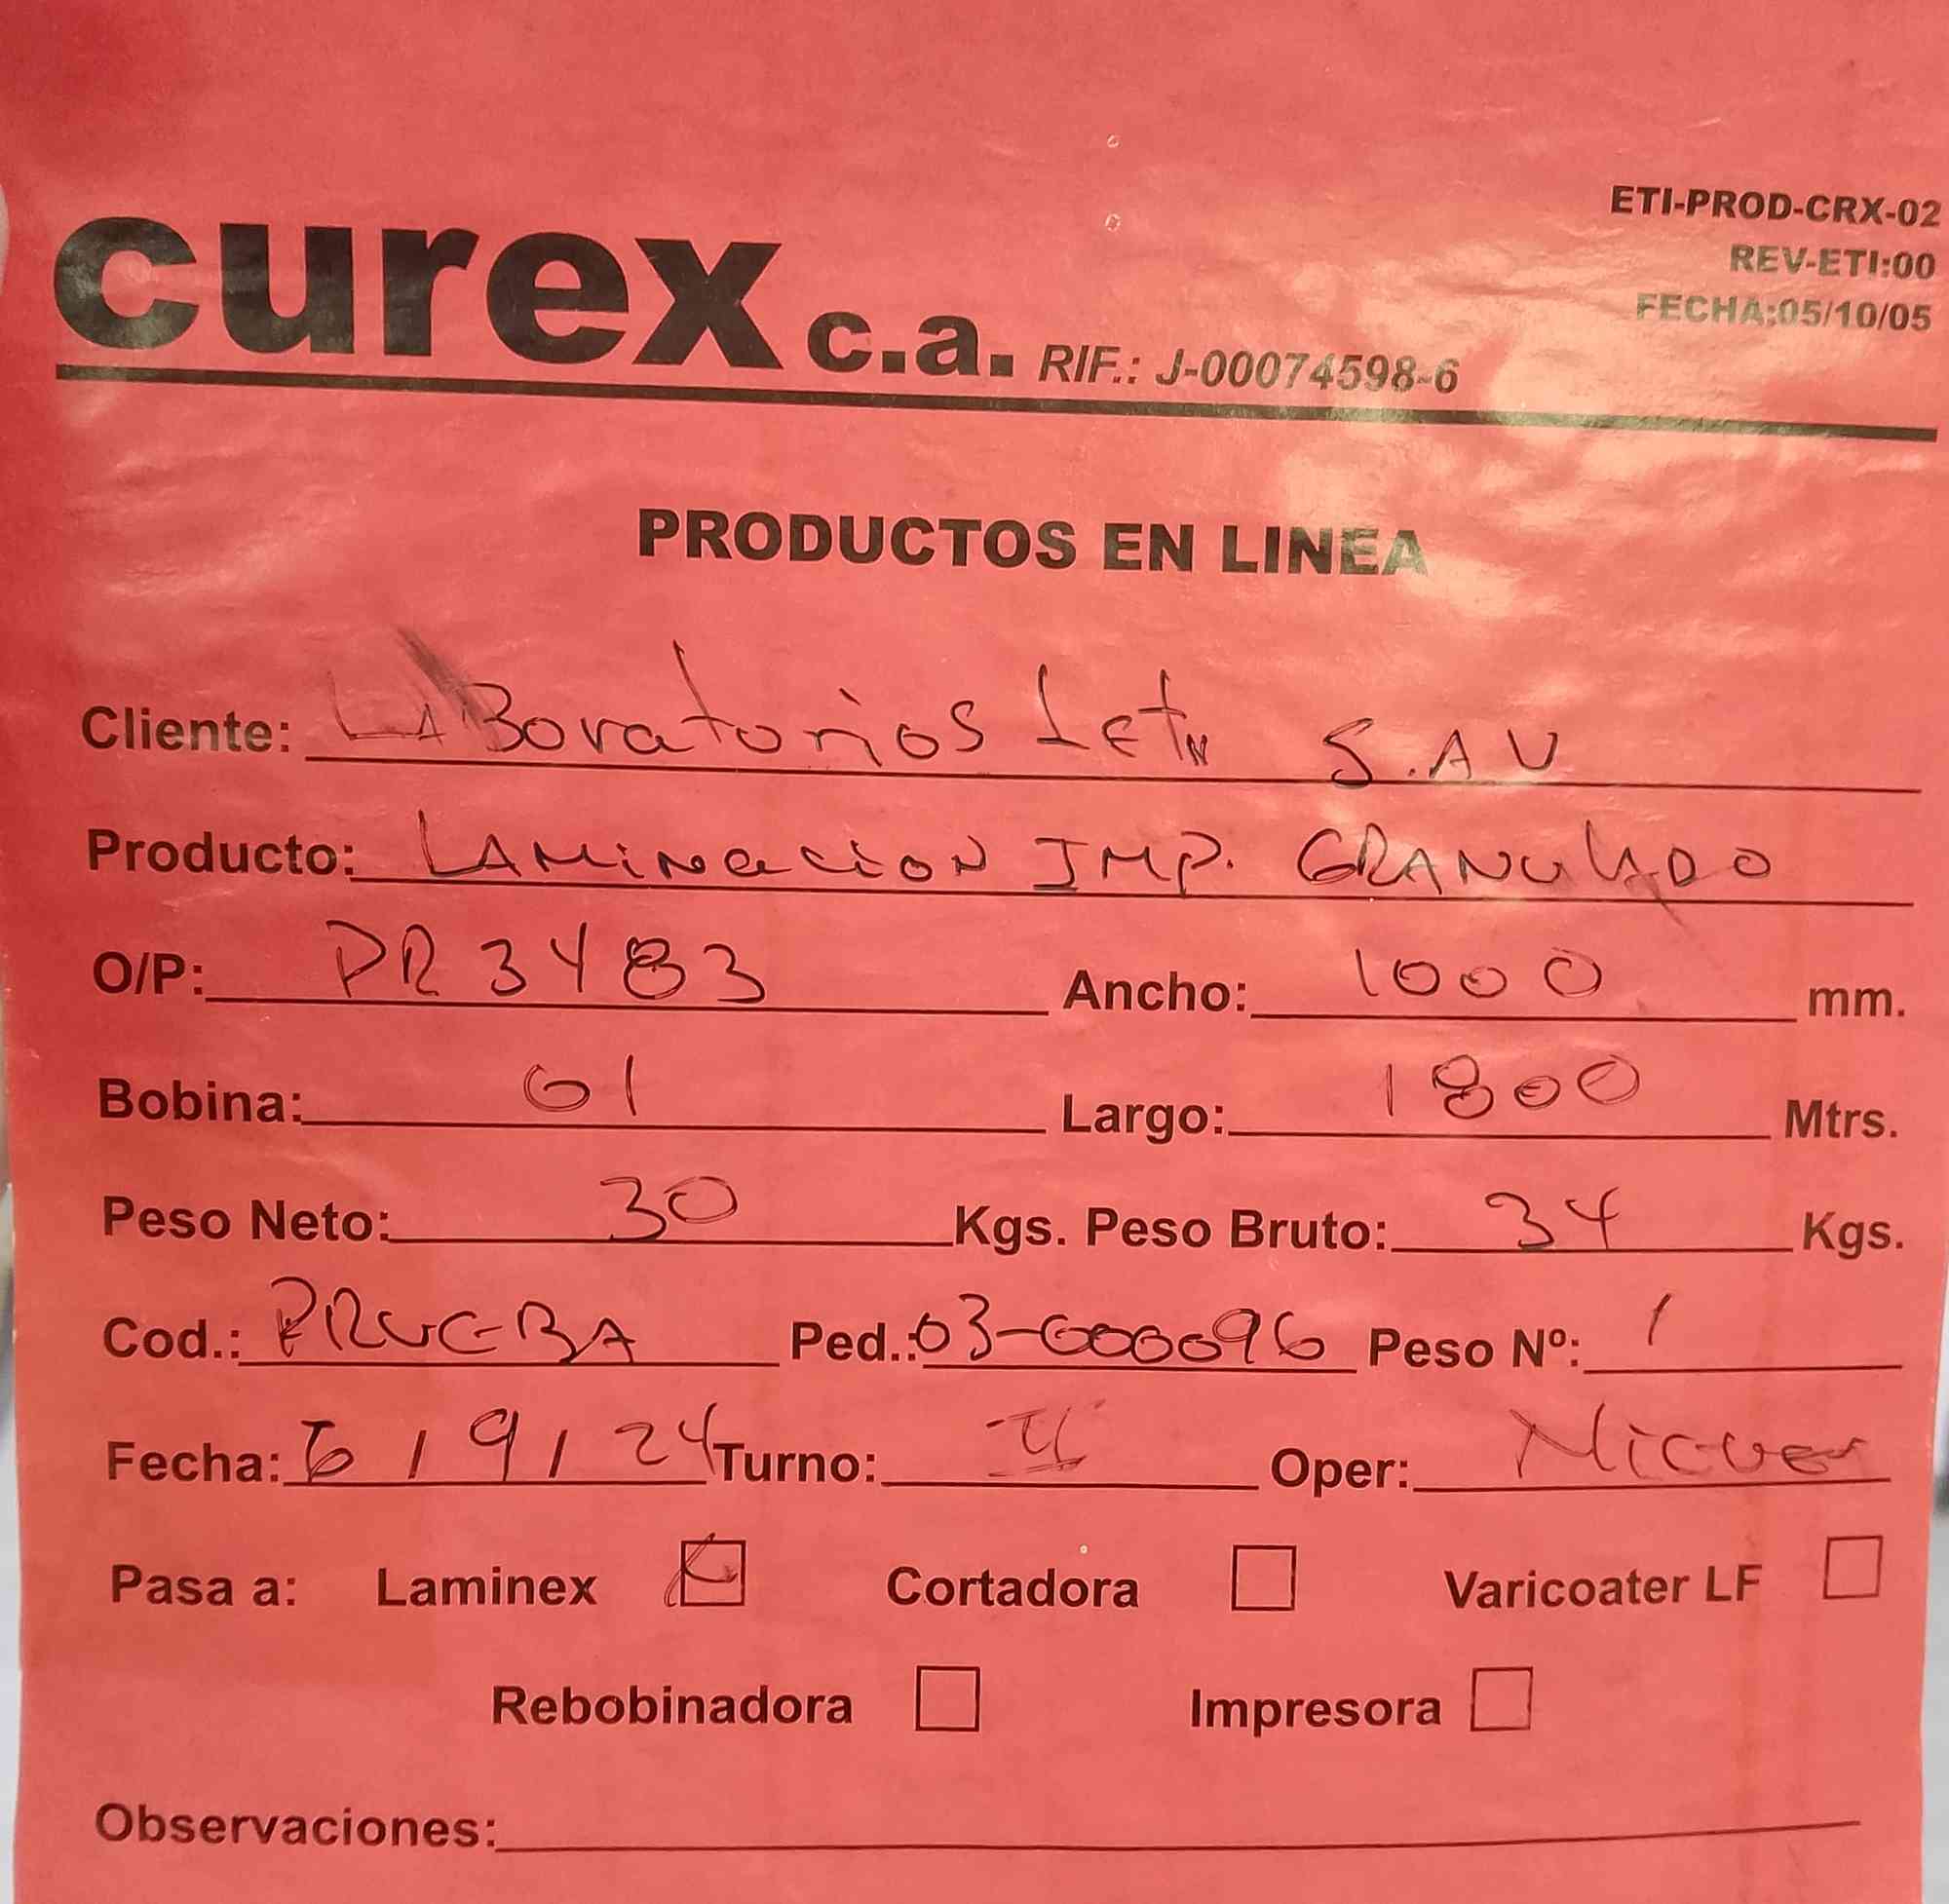 ETI-PROD-CRX-02
REV-ETI:00
FECHA:05/10/05
curex c.a. RIF.: J-00074598-6
PRODUCTOS EN LINEA
Cliente: LABoratorios Letn S.AV
Producto: LAMiNacioN IMP. GRANULADO
O/P: PR3483 Ancho: 1000 mm.
Bobina: 01 Largo: 1800 Mtrs.
Peso Neto: 30 Kgs. Peso Bruto: 34 Kgs.
Cod.: PRUEBA Ped.: 03-000096 Peso Nº: 1
Fecha: 6/9/24 Turno: II Oper:
Pasa a: Laminex Cortadora Varicoater LF
Rebobinadora Impresora
Observaciones: